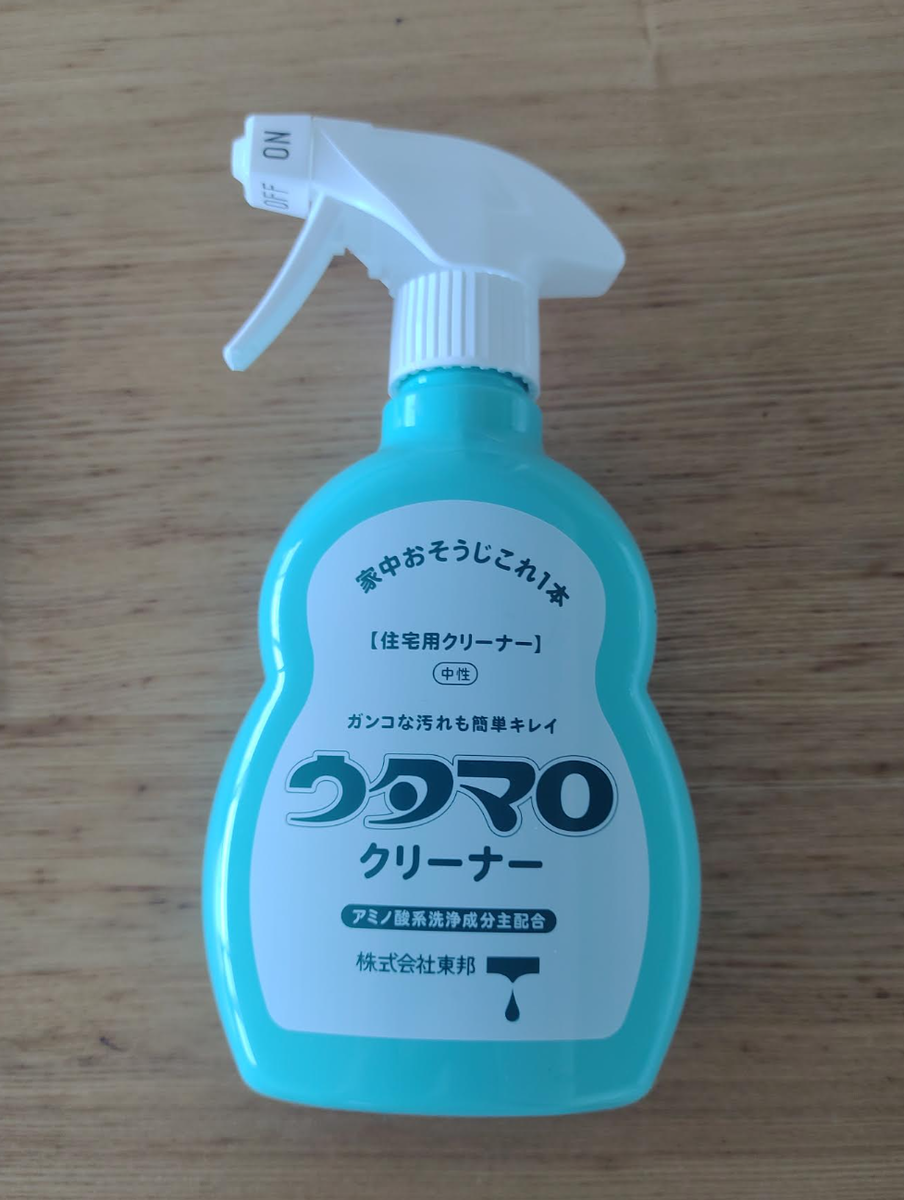 ON
OFF
家中おそうじこれ1本
【住宅用クリーナー】
中性
ガンコな汚れも簡単キレイ
ウタマロ
クリーナー
アミノ酸系洗浄成分主配合
株式会社東邦